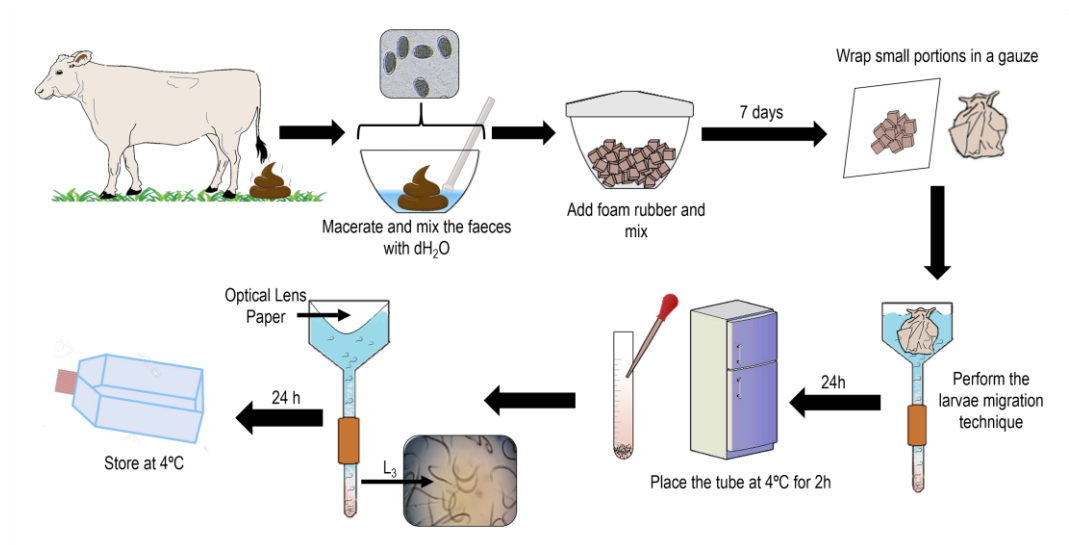 7 days
Wrap small portions in a gauze
Macerate and mix the faeces
with dH₂O
Add foam rubber and
mix
Optical Lens
Paper
24 h
Store at 4ºC
L₃
Place the tube at 4ºC for 2h
24h
Perform the
larvae migration
technique